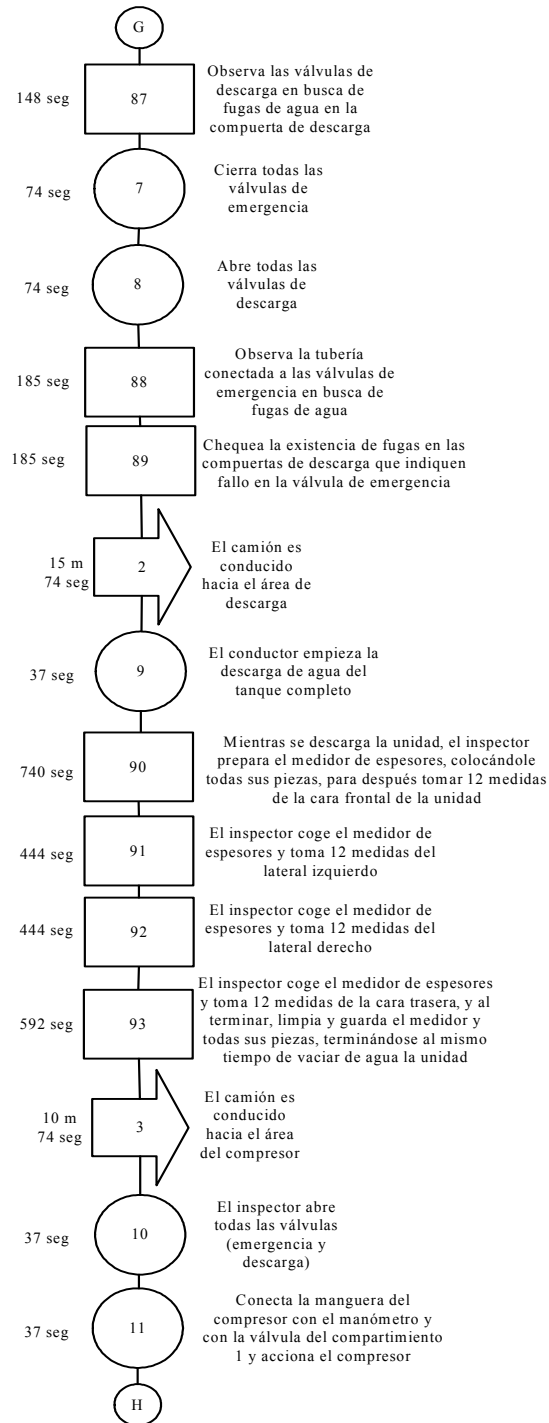 G
148 seg
87
Observa las válvulas de
descarga en busca de
fugas de agua en la
compuerta de descarga
74 seg
7
Cierra todas las
válvulas de
emergencia
74 seg
8
Abre todas las
válvulas de
descarga
185 seg
88
Observa la tubería
conectada a las válvulas de
emergencia en busca de
fugas de agua
185 seg
89
Chequea la existencia de fugas en las
compuertas de descarga que indiquen
fallo en la válvula de emergencia
15 m
74 seg
2
El camión es
conducido
hacia el área de
descarga
37 seg
9
El conductor empieza la
descarga de agua del
tanque completo
740 seg
90
Mientras se descarga la unidad, el inspector
prepara el medidor de espesores, colocándole
todas sus piezas, para después tomar 12 medidas
de la cara frontal de la unidad
444 seg
91
El inspector coge el medidor de
espesores y toma 12 medidas del
lateral izquierdo
444 seg
92
El inspector coge el medidor de
espesores y toma 12 medidas del
lateral derecho
592 seg
93
El inspector coge el medidor de espesores
y toma 12 medidas de la cara trasera, y al
terminar, limpia y guarda el medidor y
todas sus piezas, terminándose al mismo
tiempo de vaciar de agua la unidad
10 m
74 seg
3
El camión es
conducido
hacia el área
del compresor
37 seg
10
El inspector abre
todas las válvulas
(emergencia y
descarga)
37 seg
11
Conecta la manguera del
compresor con el manómetro y
con la válvula del compartimiento
1 y acciona el compresor
H